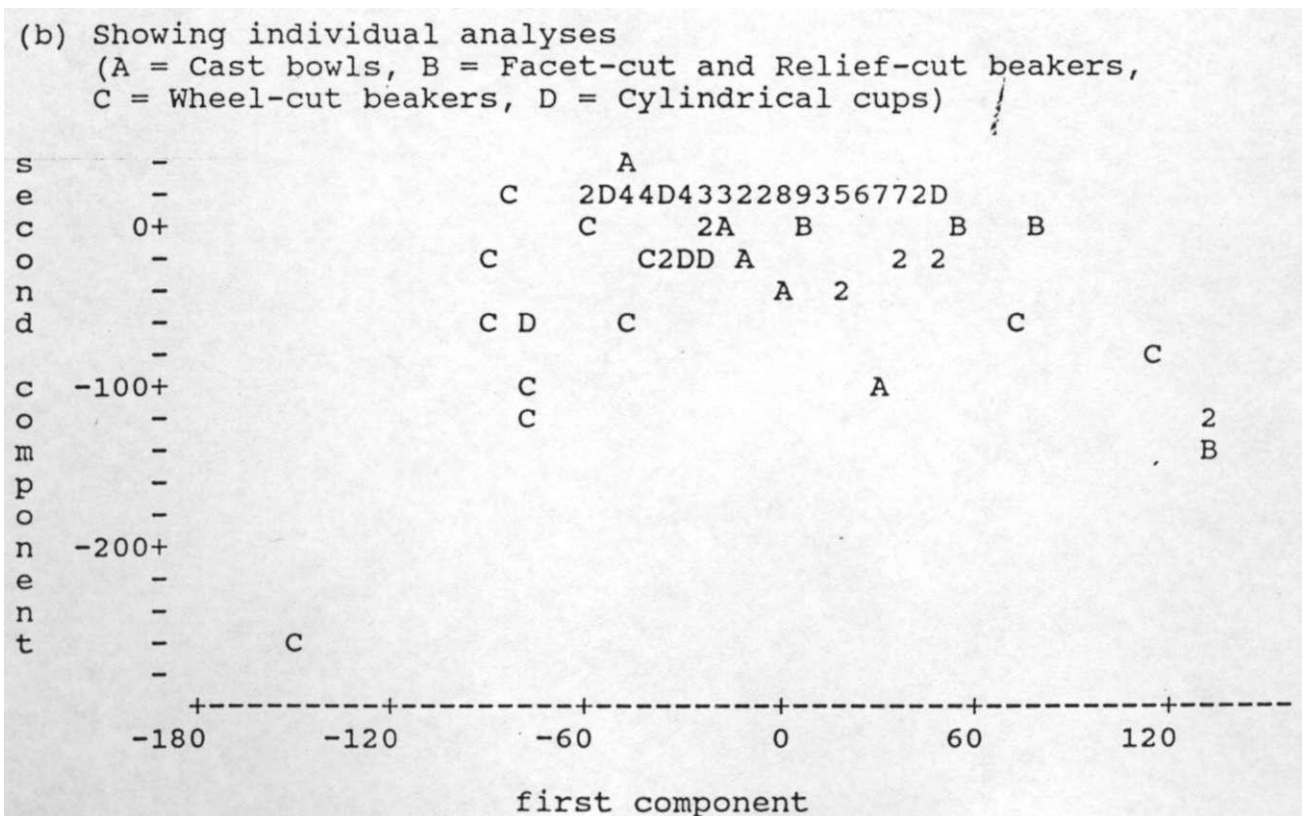 (b) Showing individual analyses
(A = Cast bowls, B = Facet-cut and Relief-cut beakers,
C = Wheel-cut beakers, D = Cylindrical cups)
s - A
e - C 2D44D4332289356772D
c 0+ C 2A B B B
o - C C2DD A 2 2
n - A 2
d - C D C C
- C
c -100+ C A
o - C 2
m - B
p -
o -
n -200+
e -
n -
t - C
-
+---------+---------+---------+---------+---------+------
-180 -120 -60 0 60 120
first component